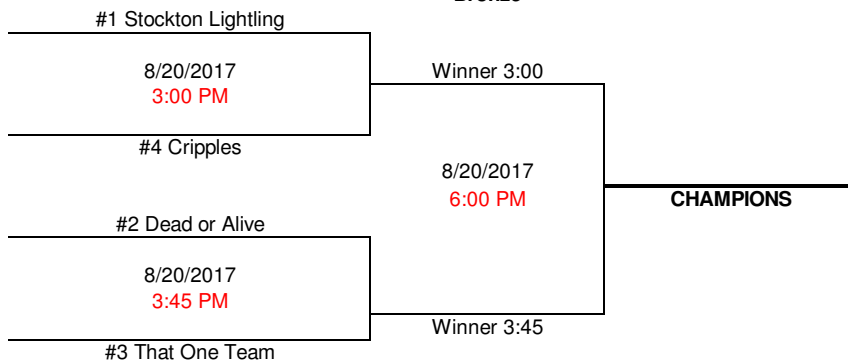 #1 Stockton Lightling
8/20/2017
3:00 PM
Winner 3:00
#4 Cripples
8/20/2017
6:00 PM
CHAMPIONS
#2 Dead or Alive
8/20/2017
3:45 PM
Winner 3:45
#3 That One Team